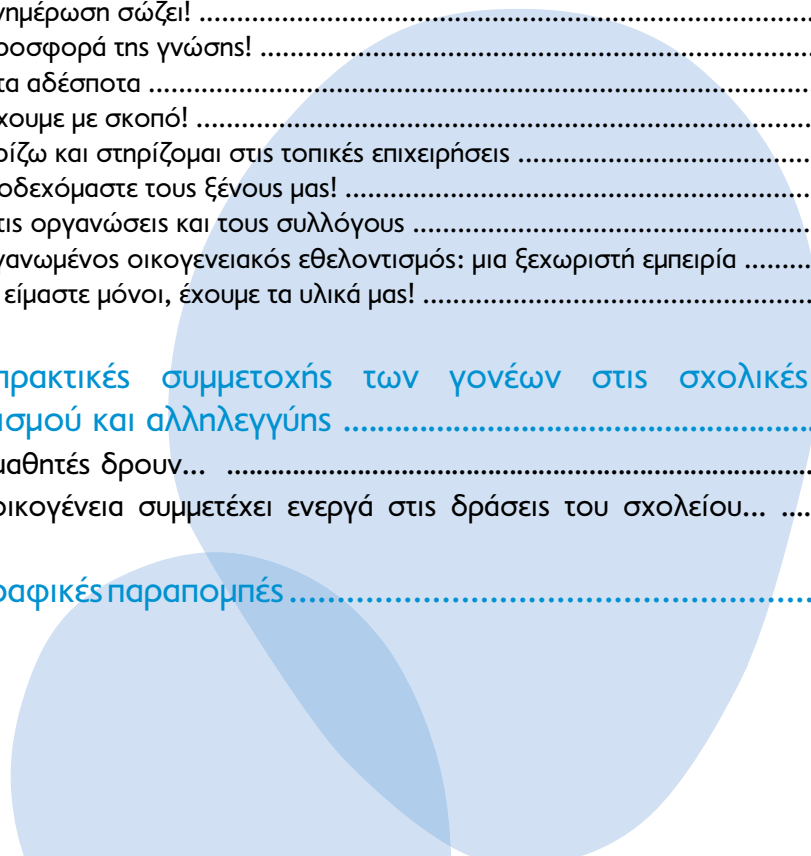 νημέρωση σώζει! ........................................................................................
ροσφορά της γνώσης! ................................................................................
τα αδέσποτα ................................................................................................
χουμε με σκοπό! .........................................................................................
ρίζω και στηρίζομαι στις τοπικές επιχειρήσεις ..........................................
οδεχόμαστε τους ξένους μας! ....................................................................
τις οργανώσεις και τους συλλόγους ..........................................................
γανωμένος οικογενειακός εθελοντισμός: μια ξεχωριστή εμπειρία ..........
είμαστε μόνοι, έχουμε τα υλικά μας! .........................................................
πρακτικές συμμετοχής των γονέων στις σχολικές
ισμού και αλληλεγγύης ...........................................................
μαθητές δρουν... ..........................................................................................
οικογένεια συμμετέχει ενεργά στις δράσεις του σχολείου... ....
ραφικές παραπομπές ..................................................................